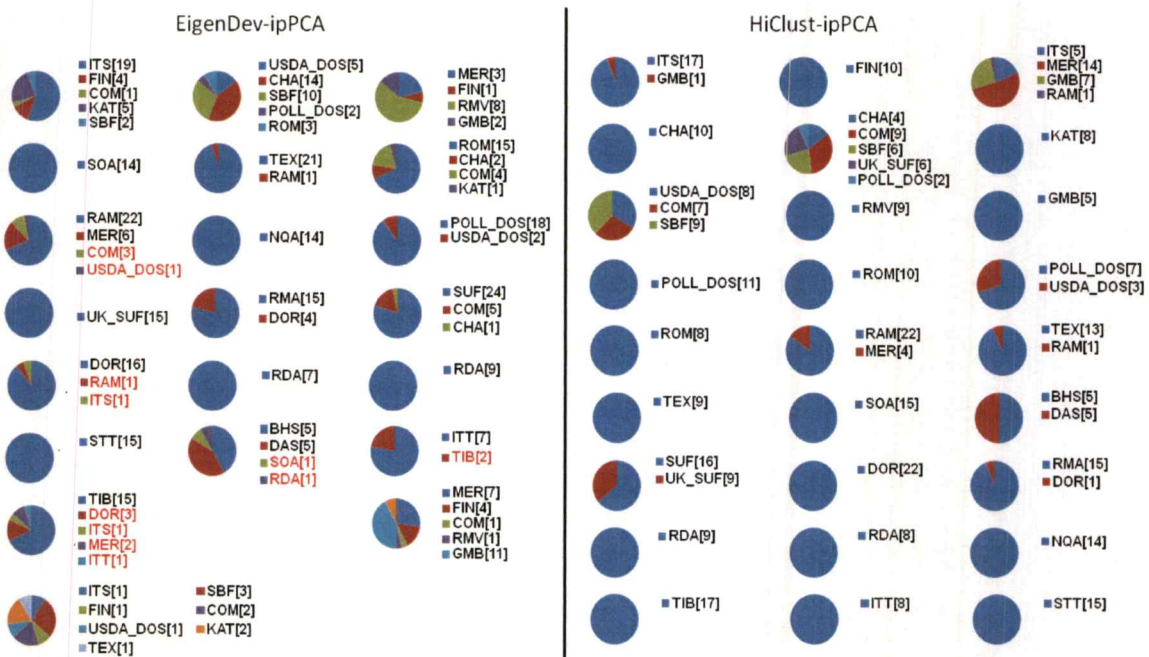 EigenDev-ipPCA
ITS[19]
FIN[4]
COM[1]
KAT[5]
SBF[2]
USDA_DOS[5]
CHA[14]
SBF[10]
POLL_DOS[2]
ROM[3]
MER[3]
FIN[1]
RMV[8]
GMB[2]
SOA[14]
TEX[21]
RAM[1]
ROM[15]
CHA[2]
COM[4]
KAT[1]
RAM[22]
MER[6]
COM[3]
USDA_DOS[1]
NQA[14]
POLL_DOS[18]
USDA_DOS[2]
UK_SUF[15]
RMA[15]
DOR[4]
SUF[24]
COM[5]
CHA[1]
DOR[16]
RAM[1]
ITS[1]
RDA[7]
RDA[9]
STT[15]
BHS[5]
DAS[5]
SOA[1]
RDA[1]
ITT[7]
TIB[2]
TIB[15]
DOR[3]
ITS[1]
MER[2]
ITT[1]
MER[7]
FIN[4]
COM[1]
RMV[1]
GMB[11]
ITS[1]
SBF[3]
FIN[1]
COM[2]
USDA_DOS[1]
KAT[2]
TEX[1]
HiClust-ipPCA
ITS[17]
GMB[1]
FIN[10]
ITS[5]
MER[14]
GMB[7]
RAM[1]
CHA[10]
CHA[4]
COM[9]
SBF[6]
UK_SUF[6]
POLL_DOS[2]
KAT[8]
USDA_DOS[8]
COM[7]
SBF[9]
RMV[9]
GMB[5]
POLL_DOS[11]
ROM[10]
POLL_DOS[7]
USDA_DOS[3]
ROM[8]
RAM[22]
MER[4]
TEX[13]
RAM[1]
TEX[9]
SOA[15]
BHS[5]
DAS[5]
SUF[16]
UK_SUF[9]
DOR[22]
RMA[15]
DOR[1]
RDA[9]
RDA[8]
NQA[14]
TIB[17]
ITT[8]
STT[15]